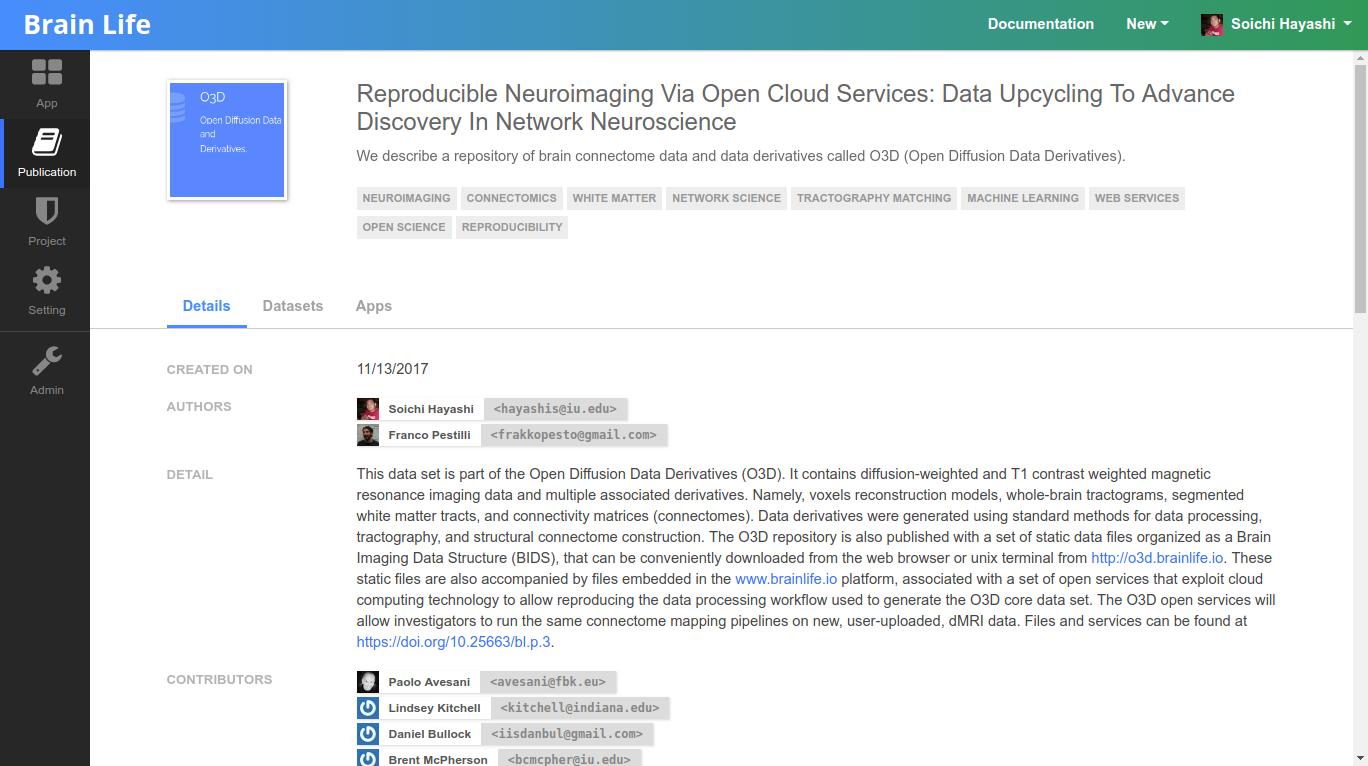 Brain Life
Documentation
New
Soichi Hayashi
App
Publication
Project
Setting
Admin
O3D
Open Diffusion Data
and
Derivatives.
Reproducible Neuroimaging Via Open Cloud Services: Data Upcycling To Advance
Discovery In Network Neuroscience
We describe a repository of brain connectome data and data derivatives called O3D (Open Diffusion Data Derivatives).
NEUROIMAGING CONNECTOMICS WHITE MATTER NETWORK SCIENCE TRACTOGRAPHY MATCHING MACHINE LEARNING WEB SERVICES
OPEN SCIENCE REPRODUCIBILITY
Details Datasets Apps
CREATED ON 11/13/2017
AUTHORS
Soichi Hayashi <hayashis@iu.edu>
Franco Pestilli <frakkopesto@gmail.com>
DETAIL
This data set is part of the Open Diffusion Data Derivatives (O3D). It contains diffusion-weighted and T1 contrast weighted magnetic
resonance imaging data and multiple associated derivatives. Namely, voxels reconstruction models, whole-brain tractograms, segmented
white matter tracts, and connectivity matrices (connectomes). Data derivatives were generated using standard methods for data processing,
tractography, and structural connectome construction. The O3D repository is also published with a set of static data files organized as a Brain
Imaging Data Structure (BIDS), that can be conveniently downloaded from the web browser or unix terminal from http://o3d.brainlife.io. These
static files are also accompanied by files embedded in the www.brainlife.io platform, associated with a set of open services that exploit cloud
computing technology to allow reproducing the data processing workflow used to generate the O3D core data set. The O3D open services will
allow investigators to run the same connectome mapping pipelines on new, user-uploaded, dMRI data. Files and services can be found at
https://doi.org/10.25663/bl.p.3.
CONTRIBUTORS
Paolo Avesani <avesani@fbk.eu>
Lindsey Kitchell <kitchell@indiana.edu>
Daniel Bullock <iisdanbul@gmail.com>
Brent McPherson <bcmcpher@iu.edu>